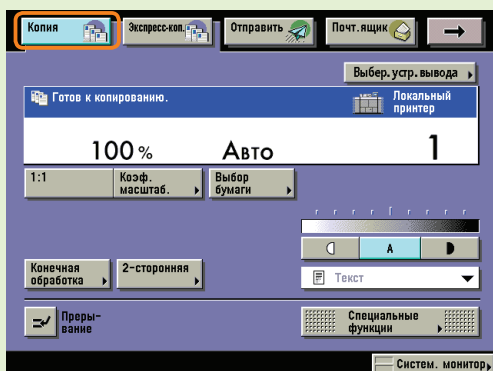 Копия
Экспресс-коп.
Отправить
Почт.ящик
Выбер.устр.вывода
Готов к копированию.
Локальный
принтер
100 %
Авто
1
1:1
Коэф.
масштаб.
Выбор
бумаги
A
Конечная
обработка
2-сторонняя
Текст
Преры-
вание
Специальные
функции
Систем. монитор